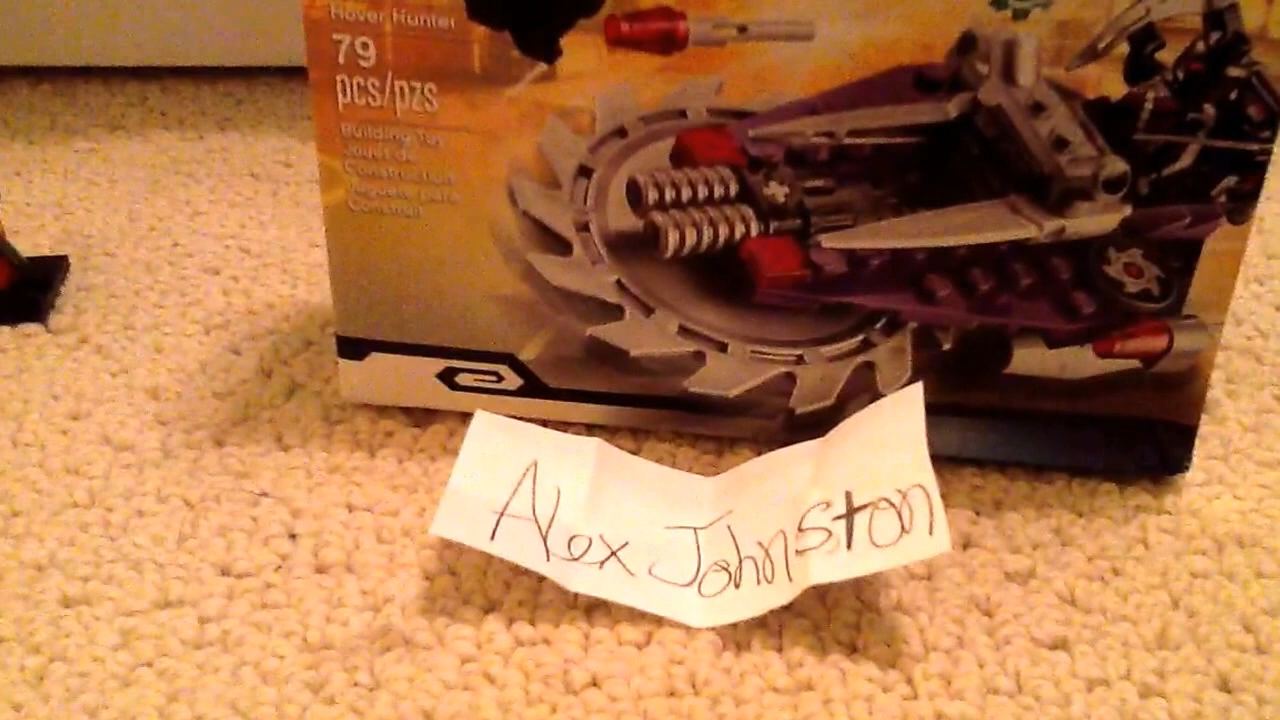 Hover Hunter
79
pcs/pzs
Building Toy
Jouet de
Construction
Juguete para
Construir
Alex Johnston